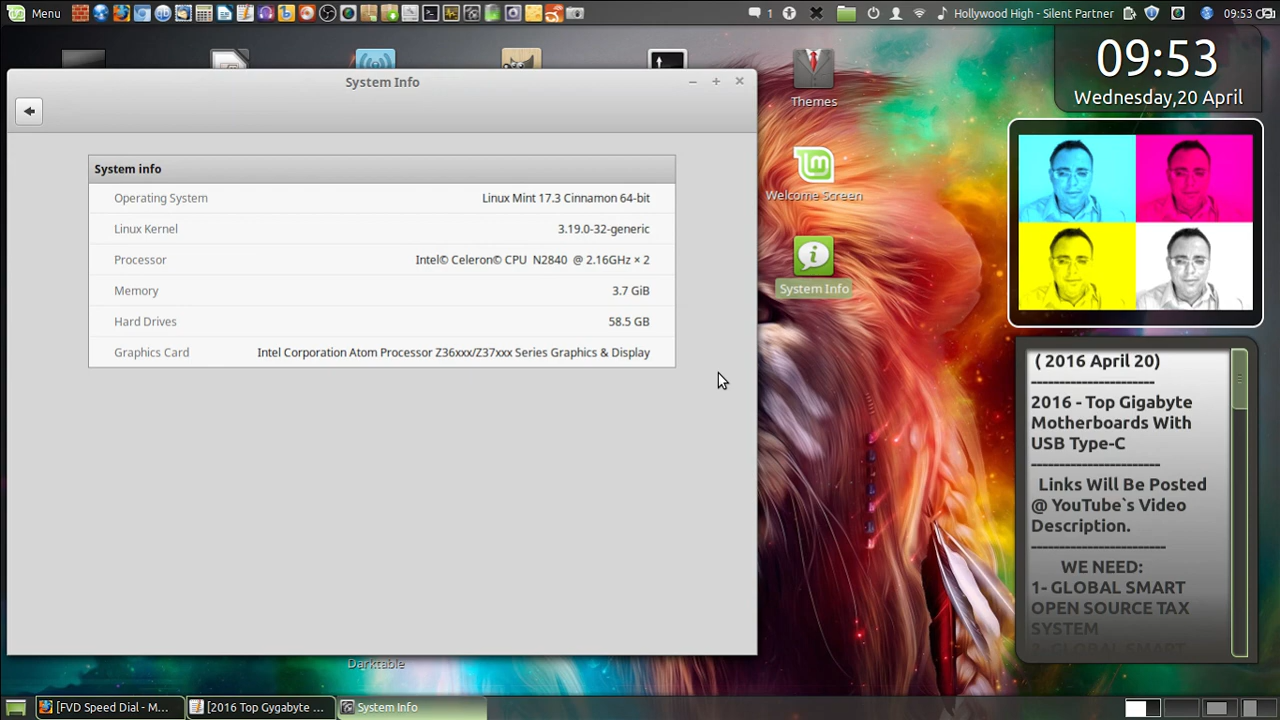 Menu
1
Hollywood High - Silent Partner
09:53
System Info
System info
Operating System Linux Mint 17.3 Cinnamon 64-bit
Linux Kernel 3.19.0-32-generic
Processor Intel© Celeron© CPU N2840 @ 2.16GHz × 2
Memory 3.7 GiB
Hard Drives 58.5 GB
Graphics Card Intel Corporation Atom Processor Z36xxx/Z37xxx Series Graphics & Display
Themes
Welcome Screen
System Info
Darktable
09:53
Wednesday,20 April
( 2016 April 20)
----------------------
2016 - Top Gigabyte
Motherboards With
USB Type-C
-----------------------
Links Will Be Posted
@ YouTube`s Video
Description.
------------------------
WE NEED:
1- GLOBAL SMART
OPEN SOURCE TAX
SYSTEM
2- GLOBAL SMART
[FVD Speed Dial - M...
[2016 Top Gygabyte ...
System Info